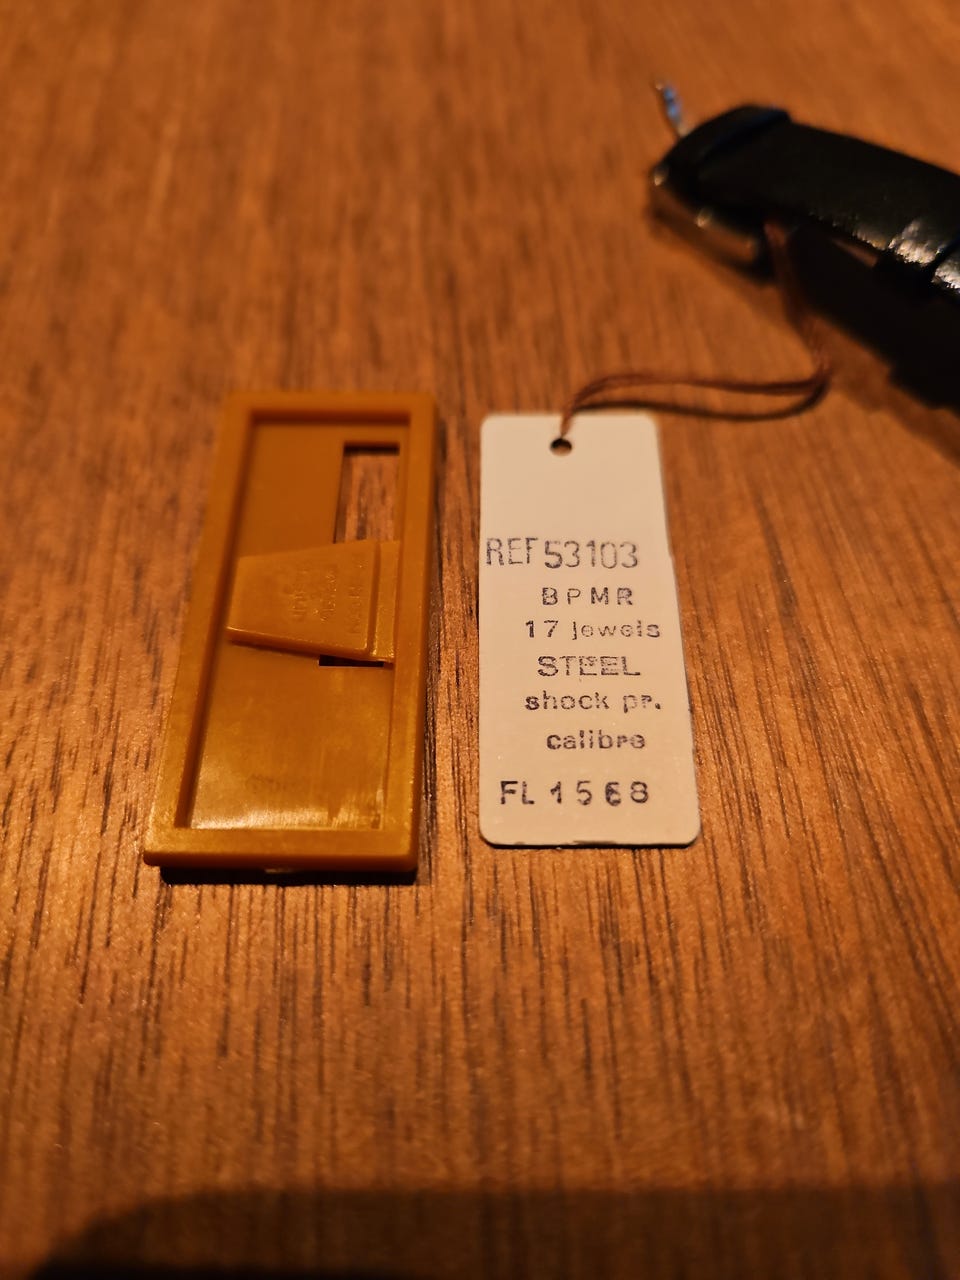 REF 53103
BPMR
17 jewels
STEEL
shock pr.
calibre
FL 1568